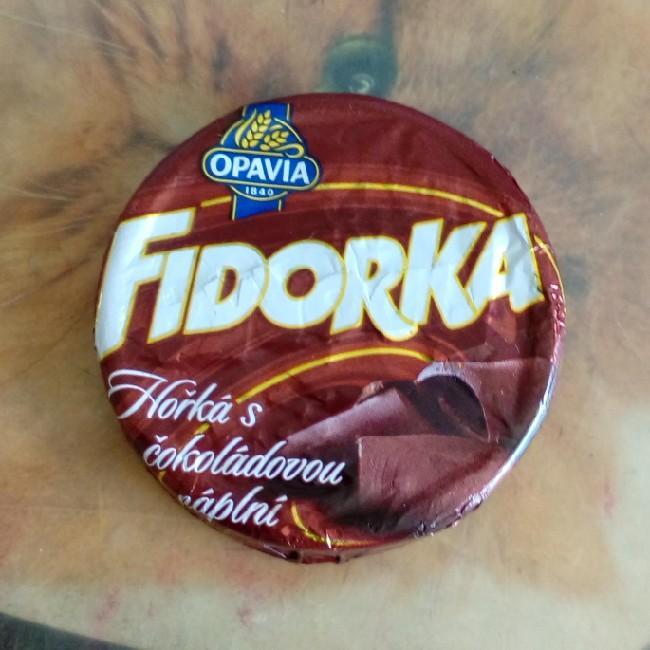 OPAVIA
1840
FIDORKA
Hořká s
čokoládovou
náplní